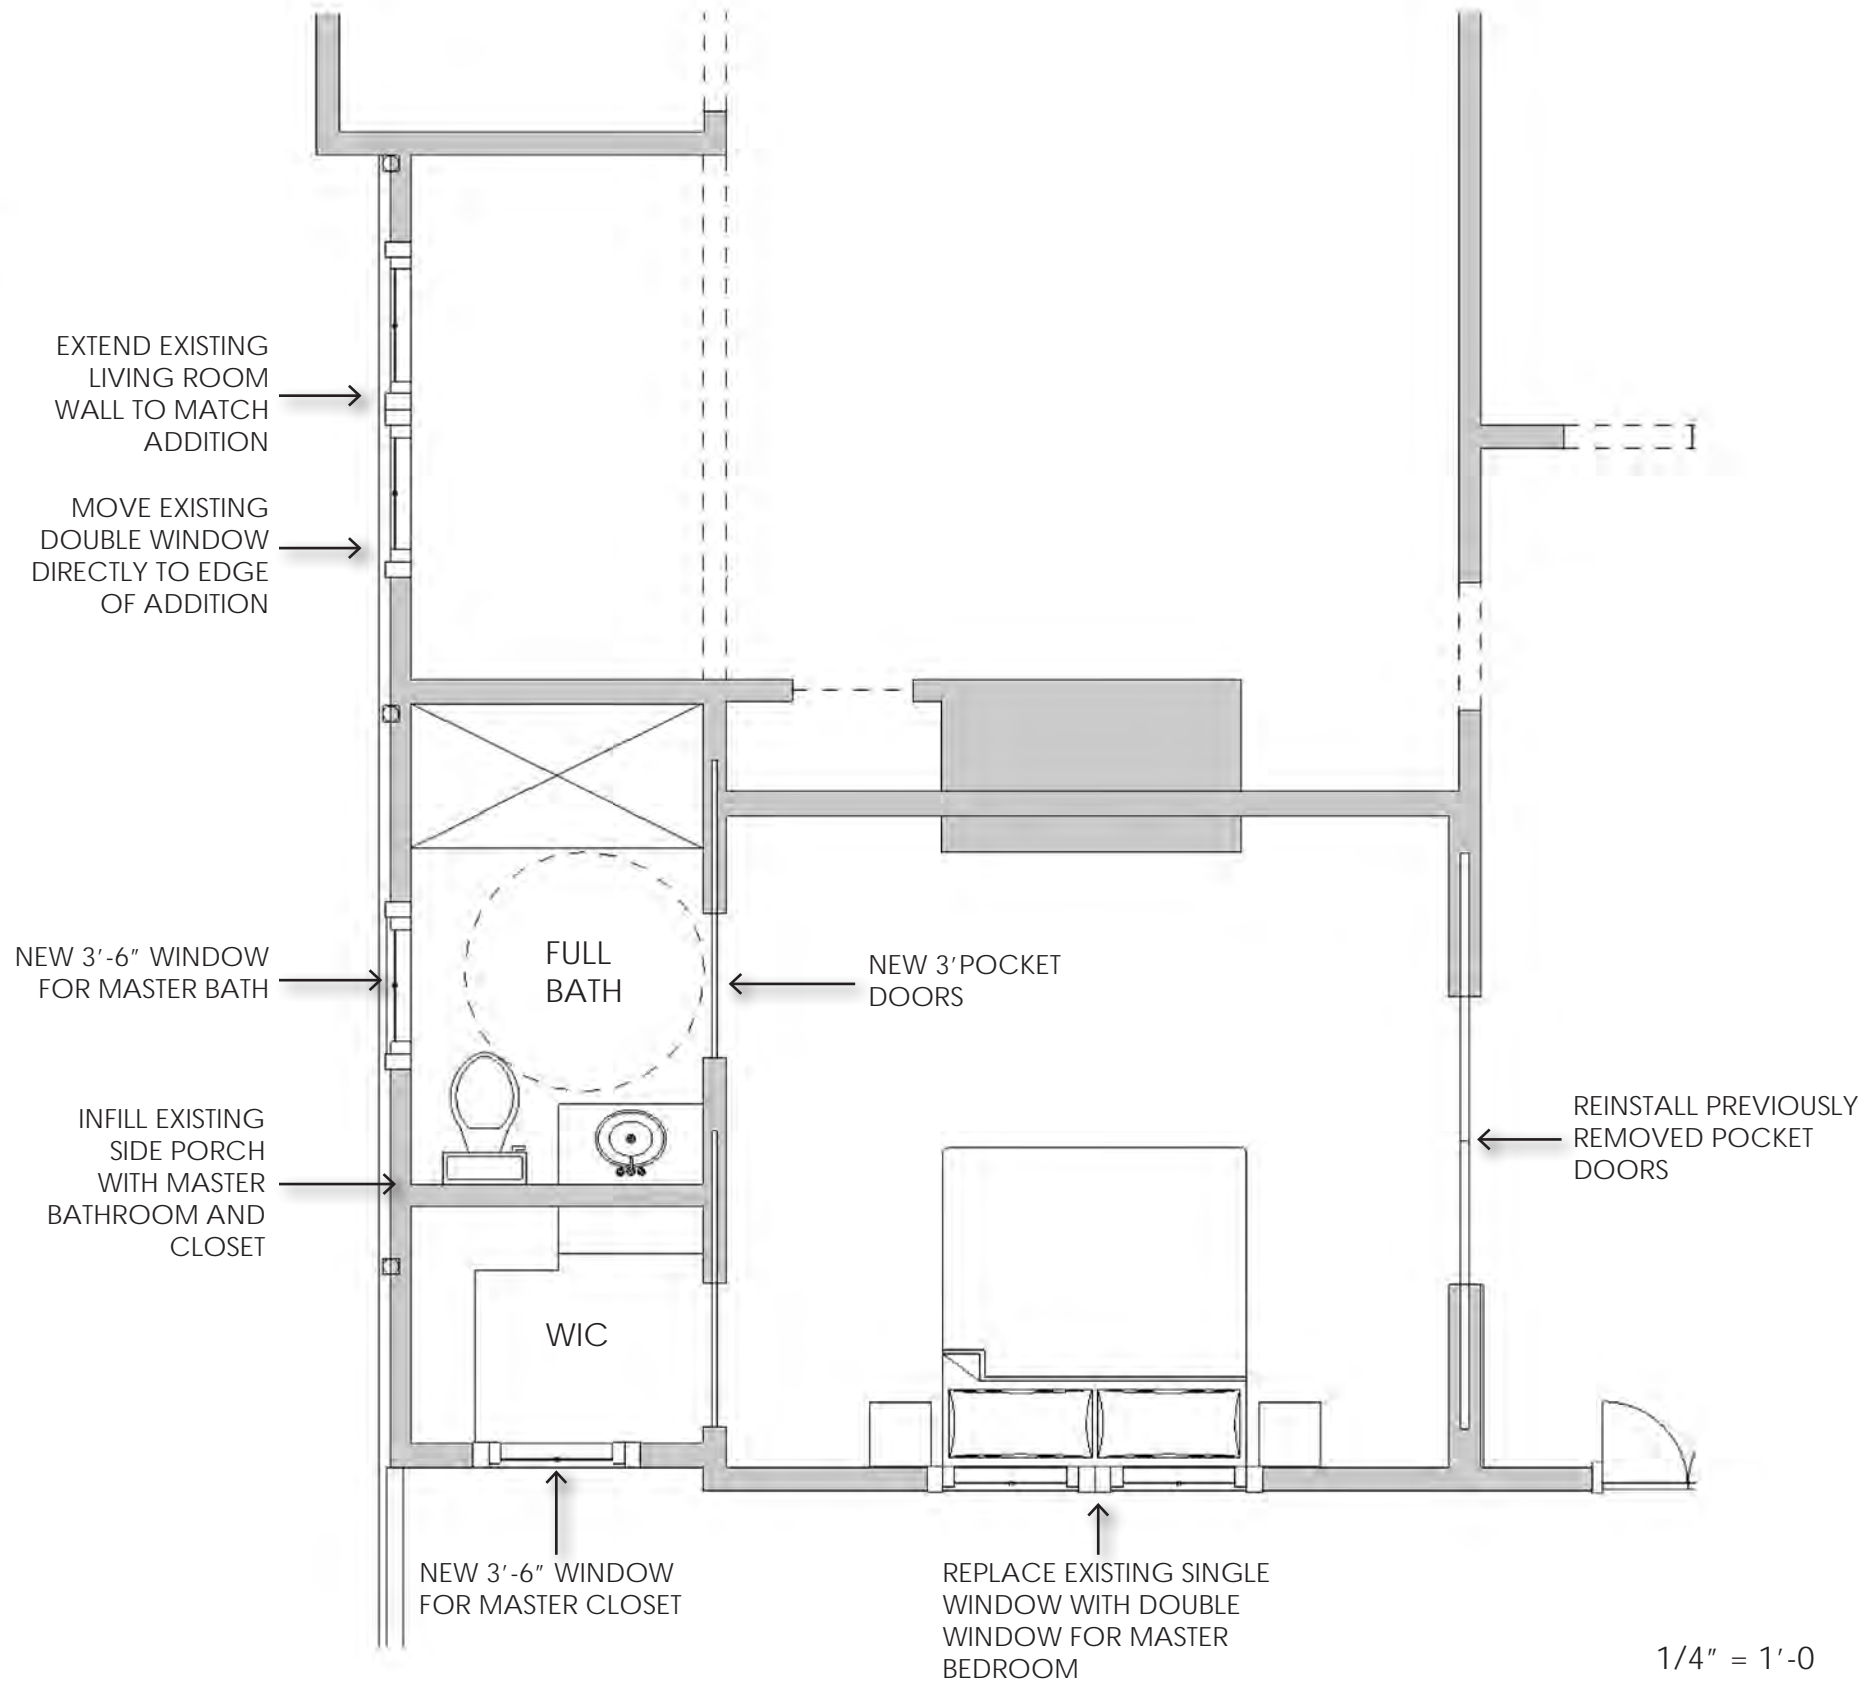 EXTEND EXISTING
LIVING ROOM
WALL TO MATCH
ADDITION
MOVE EXISTING
DOUBLE WINDOW
DIRECTLY TO EDGE
OF ADDITION
NEW 3'-6" WINDOW
FOR MASTER BATH
FULL
BATH
NEW 3'POCKET
DOORS
INFILL EXISTING
SIDE PORCH
WITH MASTER
BATHROOM AND
CLOSET
REINSTALL PREVIOUSLY
REMOVED POCKET
DOORS
WIC
NEW 3'-6" WINDOW
FOR MASTER CLOSET
REPLACE EXISTING SINGLE
WINDOW WITH DOUBLE
WINDOW FOR MASTER
BEDROOM
1/4" = 1'-0